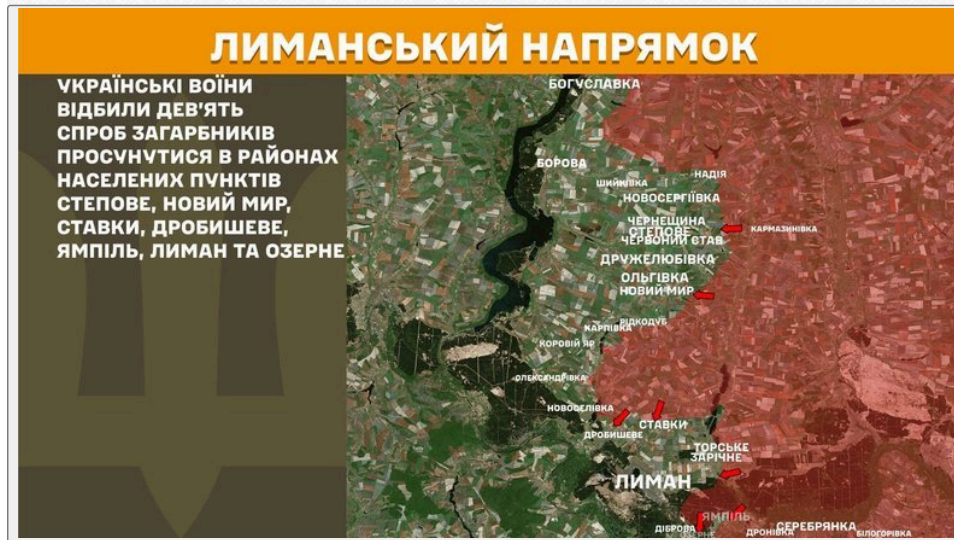 ЛИМАНСЬКИЙ НАПРЯМОК
УКРАЇНСЬКІ ВОЇНИ
ВІДБИЛИ ДЕВ'ЯТЬ
СПРОБ ЗАГАРБНИКІВ
ПРОСУНУТИСЯ В РАЙОНАХ
НАСЕЛЕНИХ ПУНКТІВ
СТЕПОВЕ, НОВИЙ МИР,
СТАВКИ, ДРОБИШЕВЕ,
ЯМПІЛЬ, ЛИМАН ТА ОЗЕРНЕ
БОГУСЛАВКА
БОРОВА
НАДІЯ
ШИЙКІВКА
НОВОСЕРГІЇВКА
ЧЕРНЕЩИНА
СТЕПОВЕ
КАРМАЗИНІВКА
ЧЕРВОНИЙ СТАВ
ДРУЖЕЛЮБІВКА
ОЛЬГІВКА
НОВИЙ МИР
РІДКОДУБ
КАРПІВКА
КОРОВІЙ ЯР
ОЛЕКСАНДРІВКА
НОВОСЕЛІВКА
СТАВКИ
ДРОБИШЕВЕ
ТОРСЬКЕ
ЗАРІЧНЕ
ЛИМАН
ЯМПІЛЬ
ДІБРОВА
ДРОНІВКА
СЕРЕБРЯНКА
БІЛОГОРІВКА